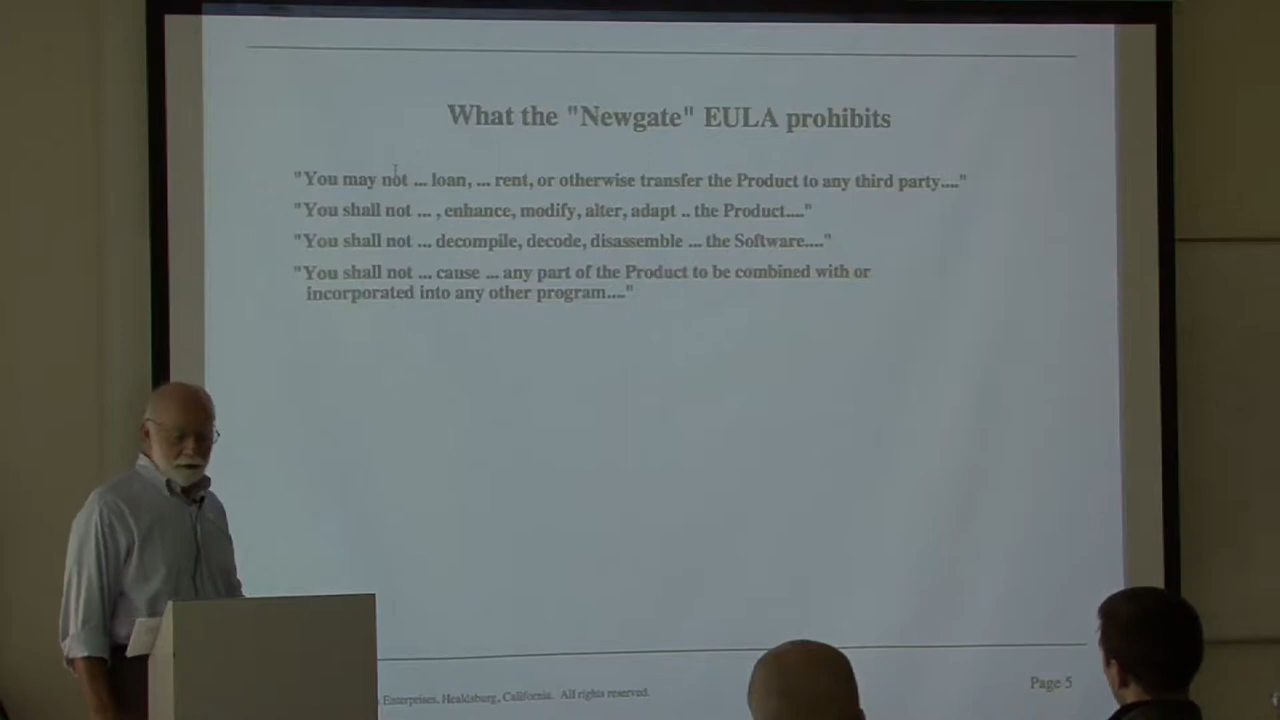 What the "Newgate" EULA prohibits
"You may not ... loan, ... rent, or otherwise transfer the Product to any third party...."
"You shall not ... , enhance, modify, alter, adapt .. the Product...."
"You shall not ... decompile, decode, disassemble ... the Software...."
"You shall not ... cause ... any part of the Product to be combined with or
incorporated into any other program...."
Enterprises, Healdsburg, California. All rights reserved.
Page 5